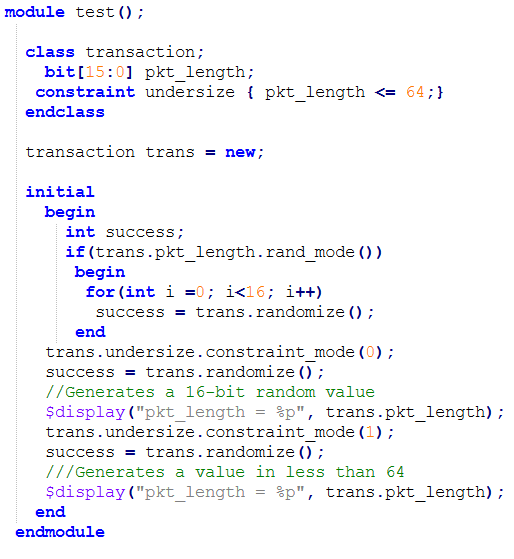 module test();
class transaction;
bit[15:0] pkt_length;
constraint undersize { pkt_length <= 64;}
endclass
transaction trans = new;
initial
begin
int success;
if(trans.pkt_length.rand_mode())
begin
for(int i =0; i<16; i++)
success = trans.randomize();
end
trans.undersize.constraint_mode(0);
success = trans.randomize();
//Generates a 16-bit random value
$display("pkt_length = %p", trans.pkt_length);
trans.undersize.constraint_mode(1);
success = trans.randomize();
///Generates a value in less than 64
$display("pkt_length = %p", trans.pkt_length);
end
endmodule